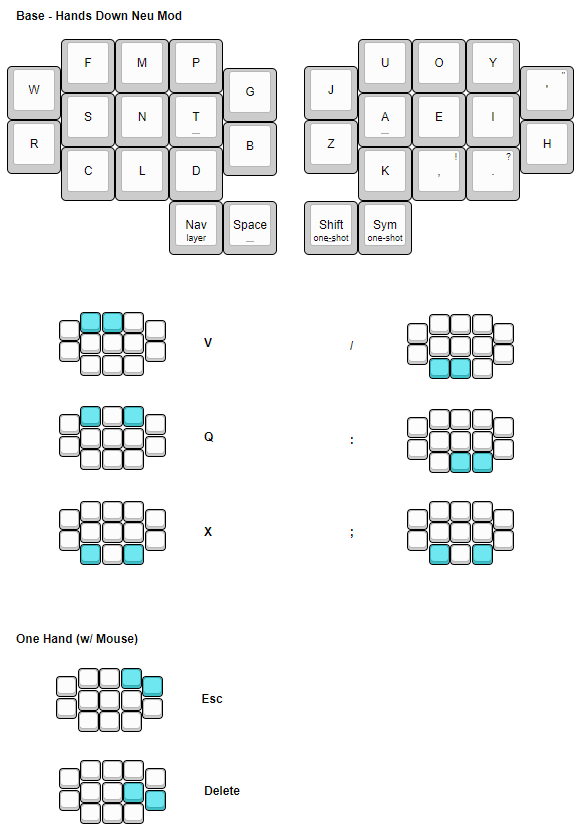 Base - Hands Down Neu Mod
F M P U O Y
W G J ' "
S N T A E I
R B Z H
C L D K , ! . ?
Nav Space Shift Sym
layer one-shot one-shot
V /
Q :
X ;
One Hand (w/ Mouse)
Esc
Delete